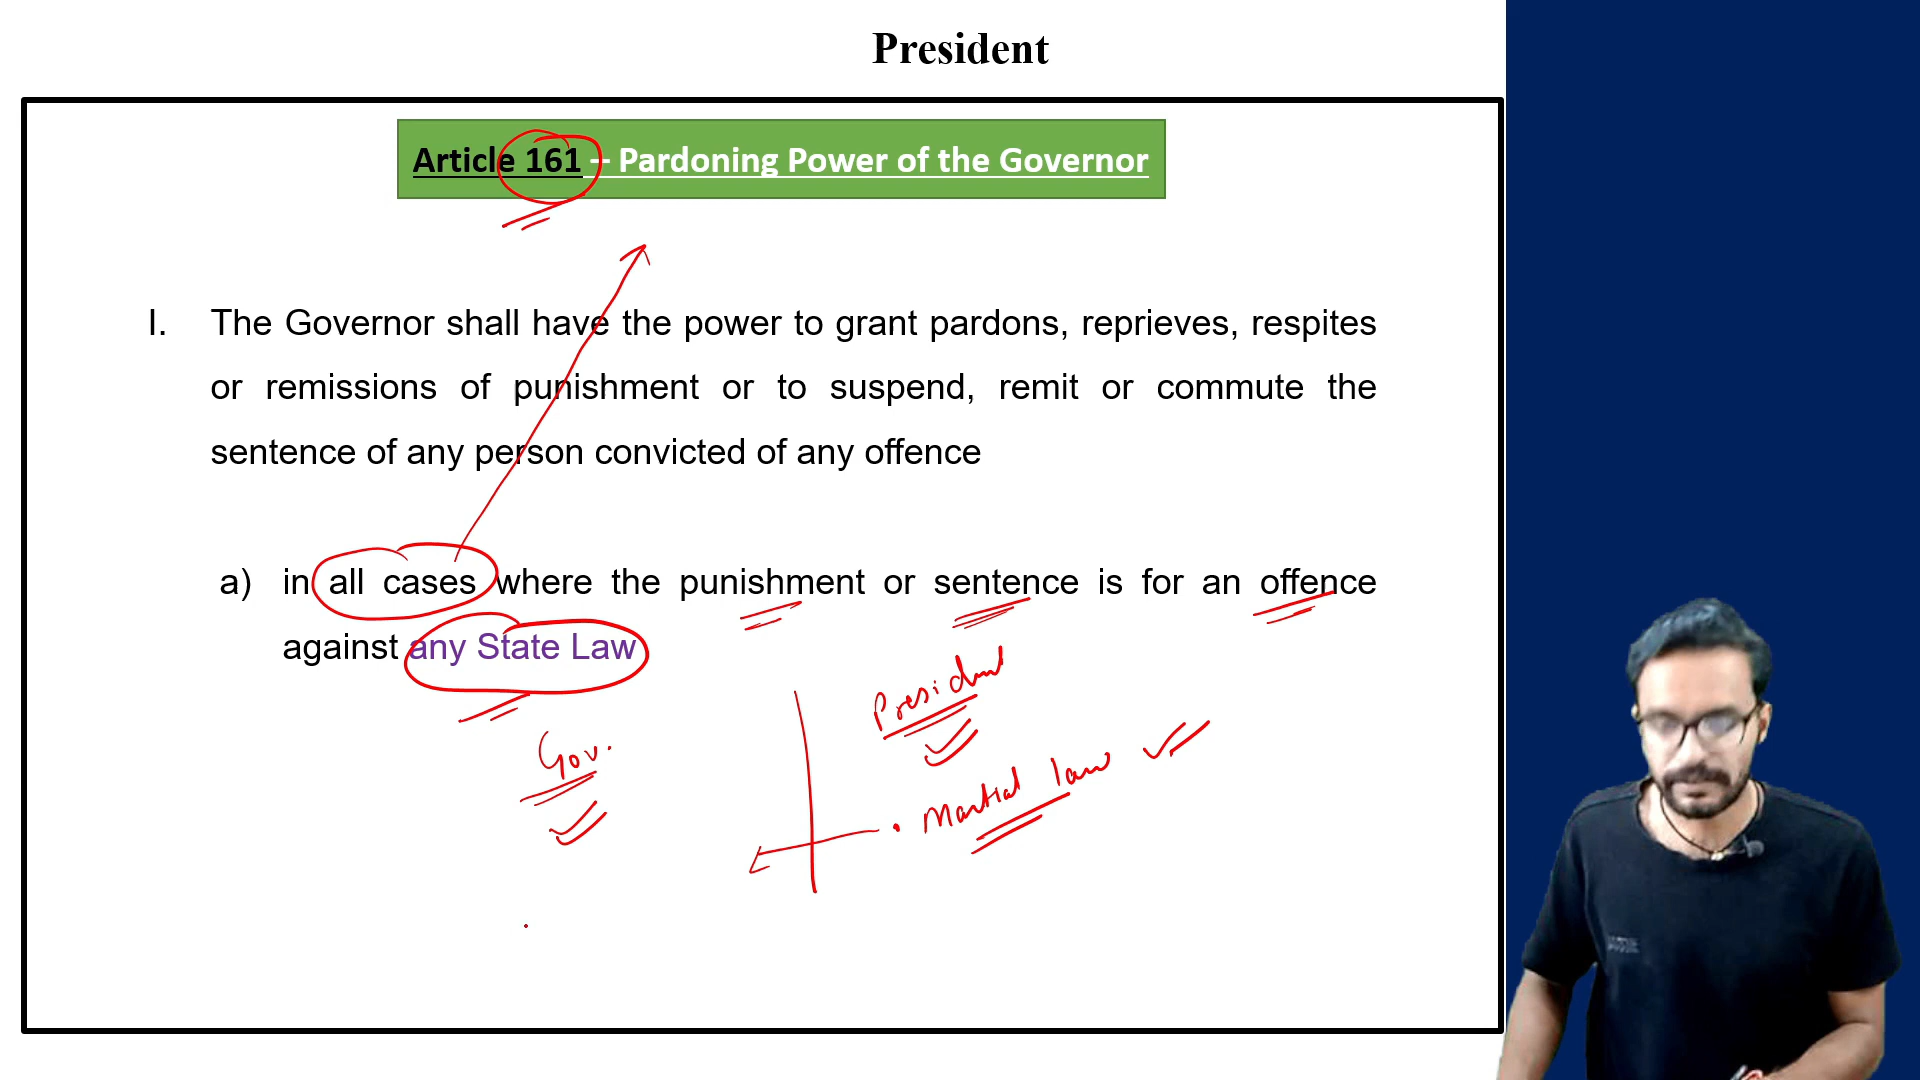 President
Article 161 – Pardoning Power of the Governor
I. The Governor shall have the power to grant pardons, reprieves, respites
or remissions of punishment or to suspend, remit or commute the
sentence of any person convicted of any offence
a) in all cases where the punishment or sentence is for an offence
against any State Law
President
Gov.
• Martial law